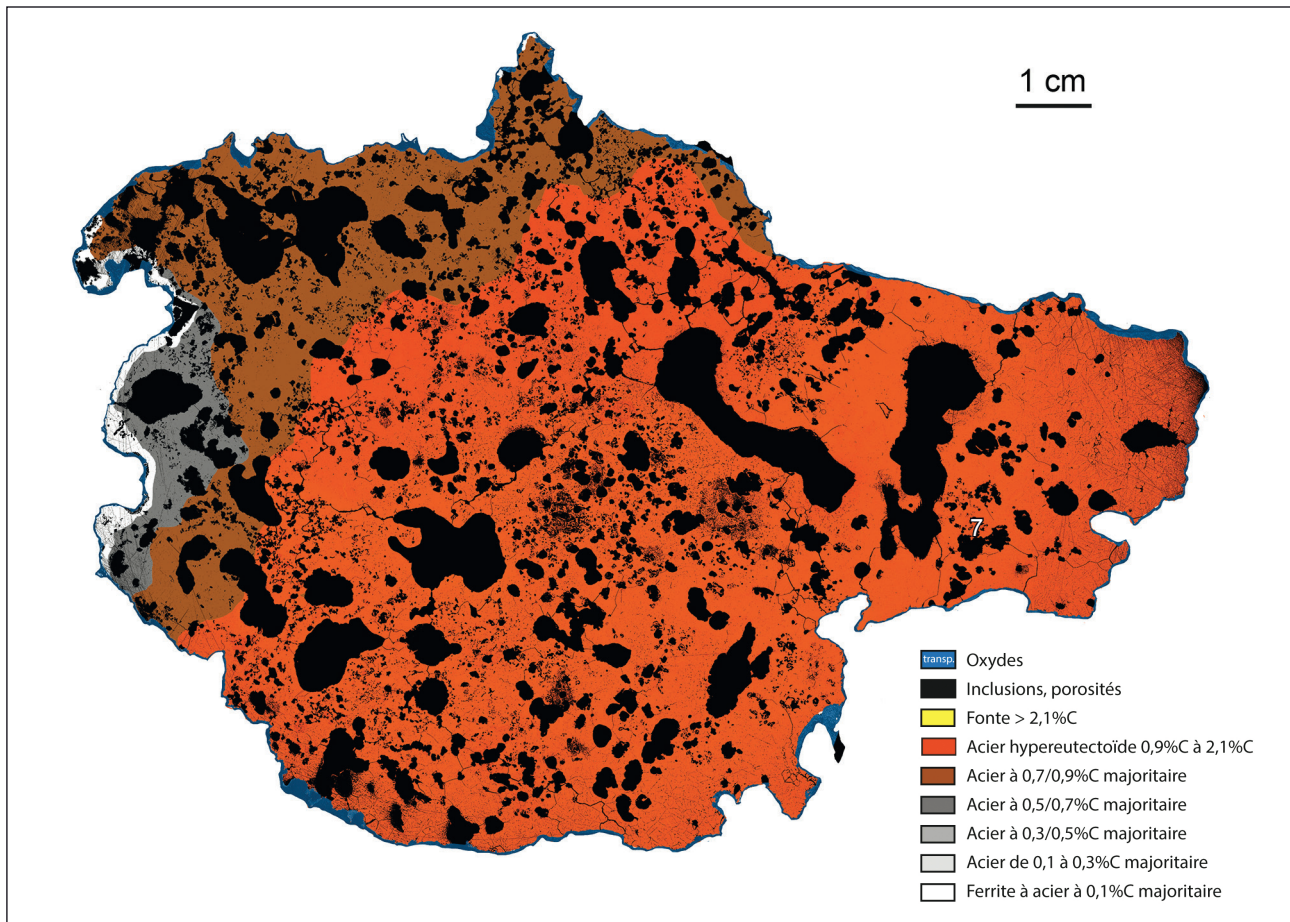 1 cm
7
transp. Oxydes
Inclusions, porosités
Fonte > 2,1%C
Acier hypereutectoïde 0,9%C à 2,1%C
Acier à 0,7/0,9%C majoritaire
Acier à 0,5/0,7%C majoritaire
Acier à 0,3/0,5%C majoritaire
Acier de 0,1 à 0,3%C majoritaire
Ferrite à acier à 0,1%C majoritaire